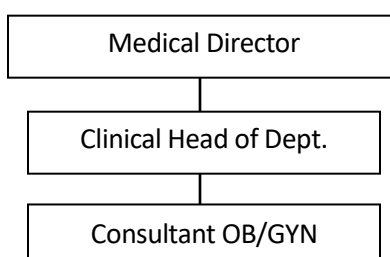 Medical Director
Clinical Head of Dept.
Consultant OB/GYN